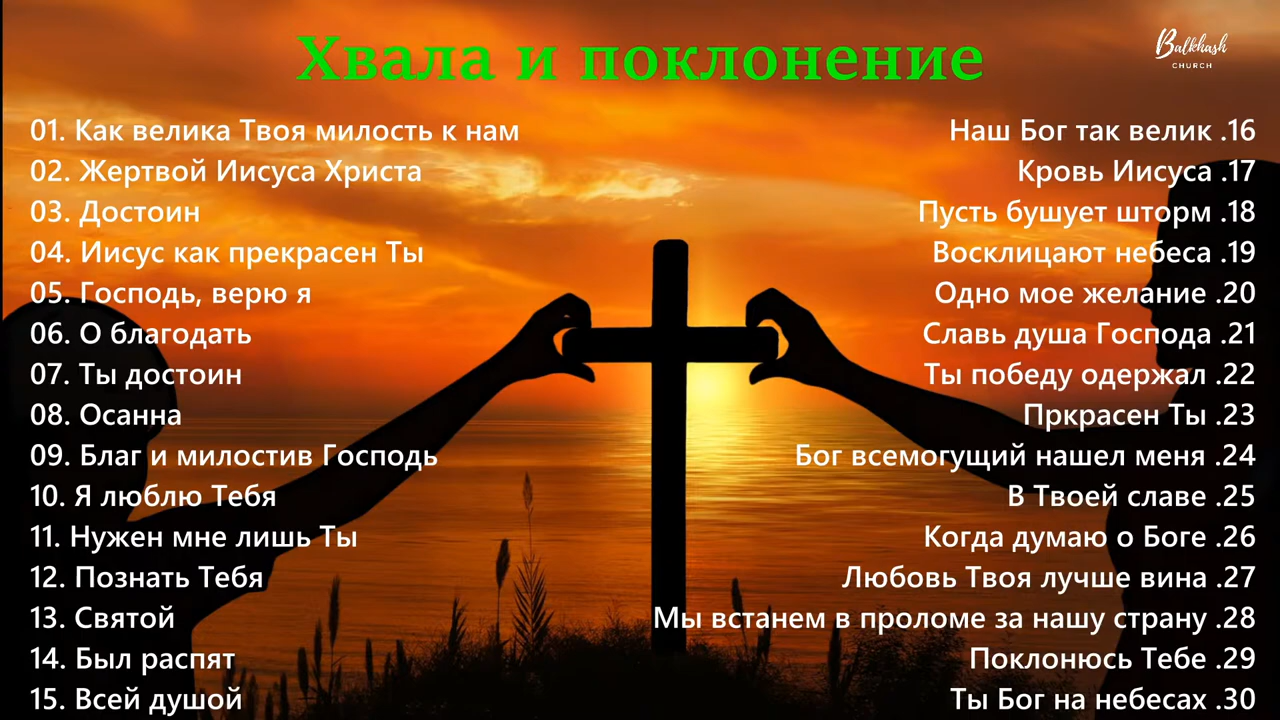 Хвала и поклонение
Balkhash
CHURCH
01. Как велика Твоя милость к нам
02. Жертвой Иисуса Христа
03. Достоин
04. Иисус как прекрасен Ты
05. Господь, верю я
06. О благодать
07. Ты достоин
08. Осанна
09. Благ и милостив Господь
10. Я люблю Тебя
11. Нужен мне лишь Ты
12. Познать Тебя
13. Святой
14. Был распят
15. Всей душой
Наш Бог так велик .16
Кровь Иисуса .17
Пусть бушует шторм .18
Восклицают небеса .19
Одно мое желание .20
Славь душа Господа .21
Ты победу одержал .22
Пркрасен Ты .23
Бог всемогущий нашел меня .24
В Твоей славе .25
Когда думаю о Боге .26
Любовь Твоя лучше вина .27
Мы встанем в проломе за нашу страну .28
Поклонюсь Тебе .29
Ты Бог на небесах .30